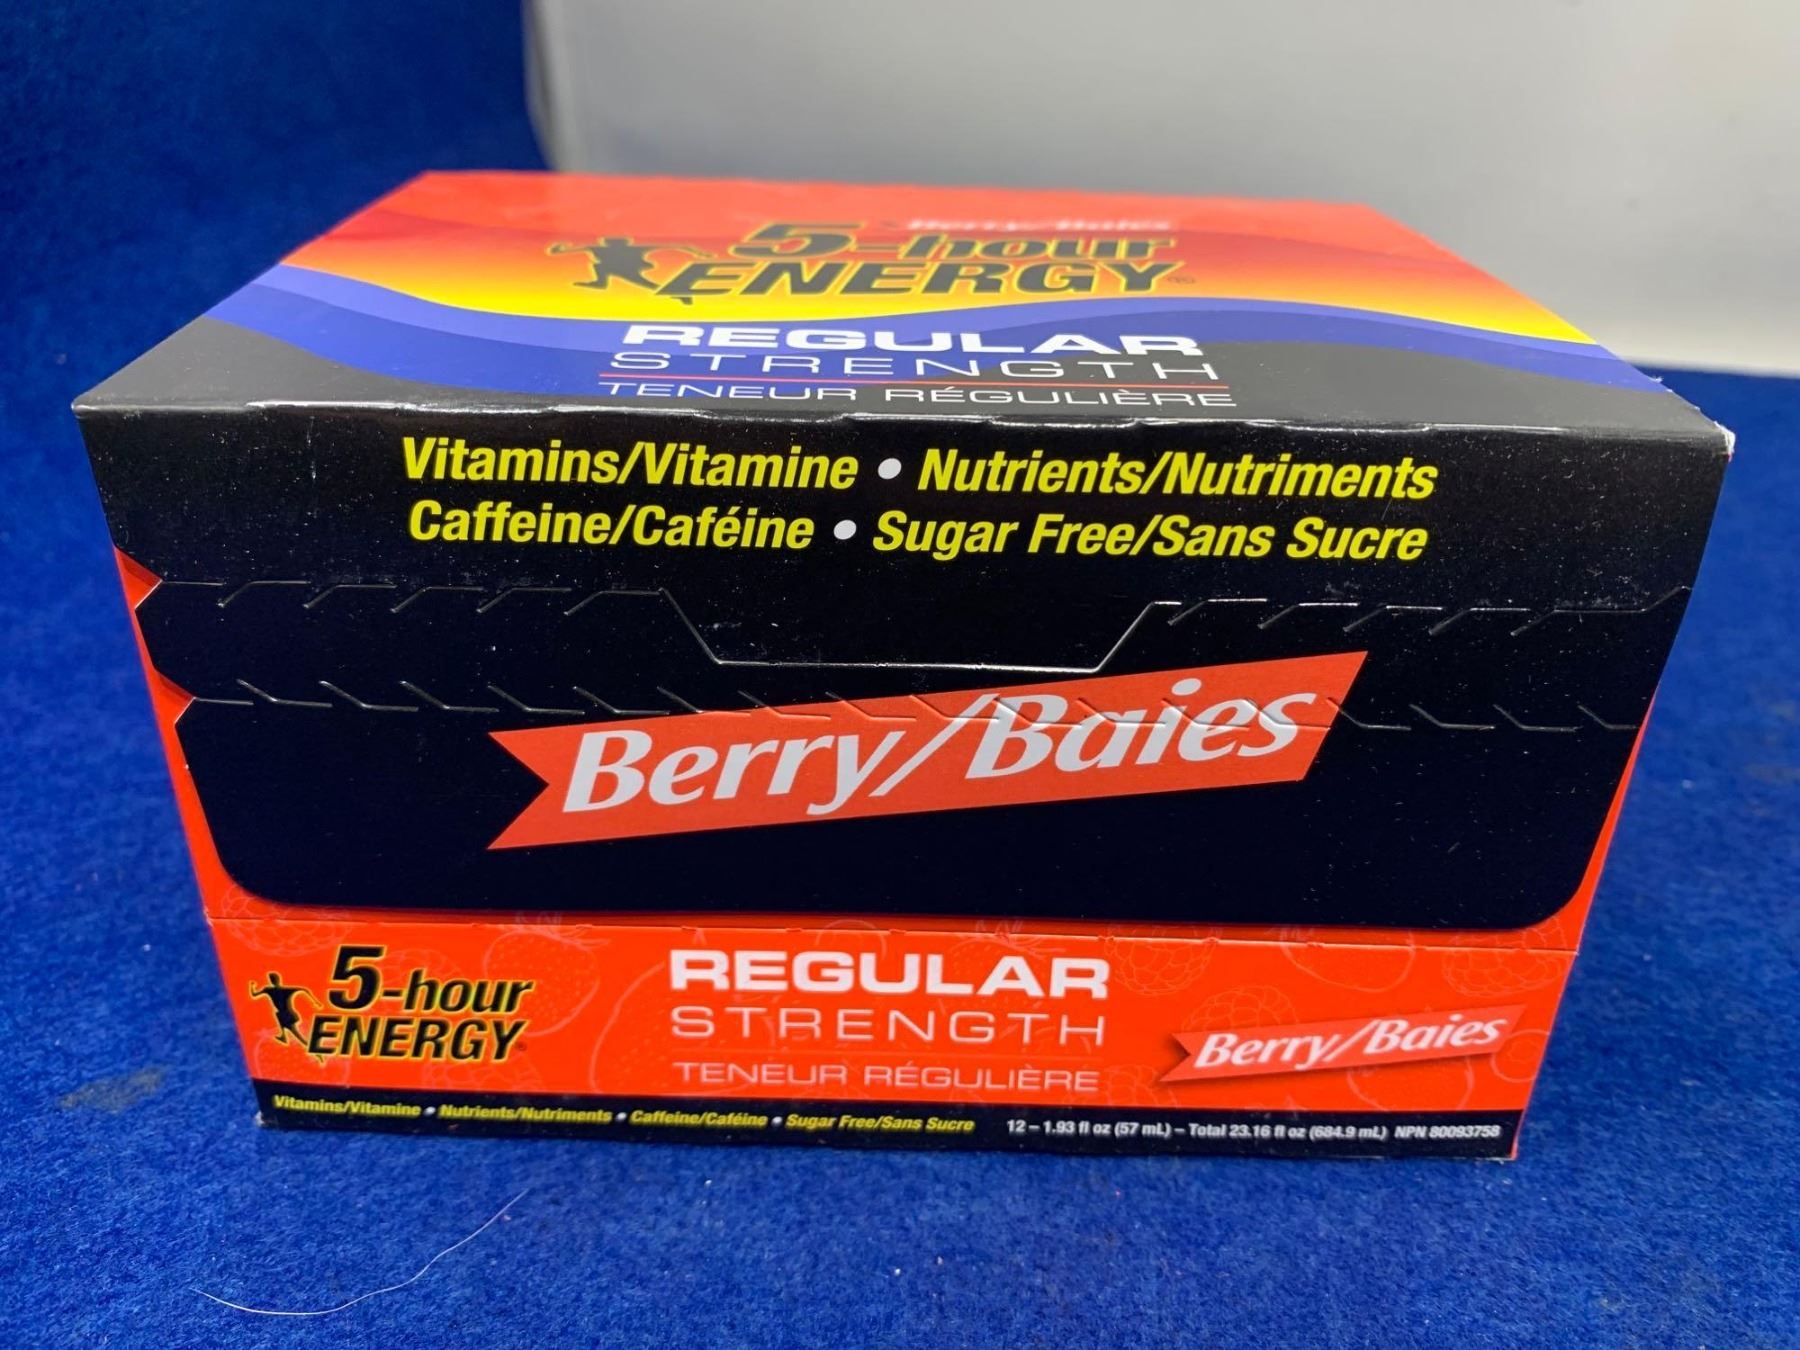 Berry/Baies
5-hour
ENERGY®
REGULAR
STRENGTH
TENEUR RÉGULIÈRE
Vitamins/Vitamine • Nutrients/Nutriments
Caffeine/Caféine • Sugar Free/Sans Sucre
Berry/Baies
5-hour
ENERGY®
REGULAR
STRENGTH
TENEUR RÉGULIÈRE
Berry/Baies
Vitamins/Vitamine • Nutrients/Nutriments • Caffeine/Caféine • Sugar Free/Sans Sucre
12 – 1.93 fl oz (57 mL) – Total 23.16 fl oz (684.9 mL) NPN 80093758